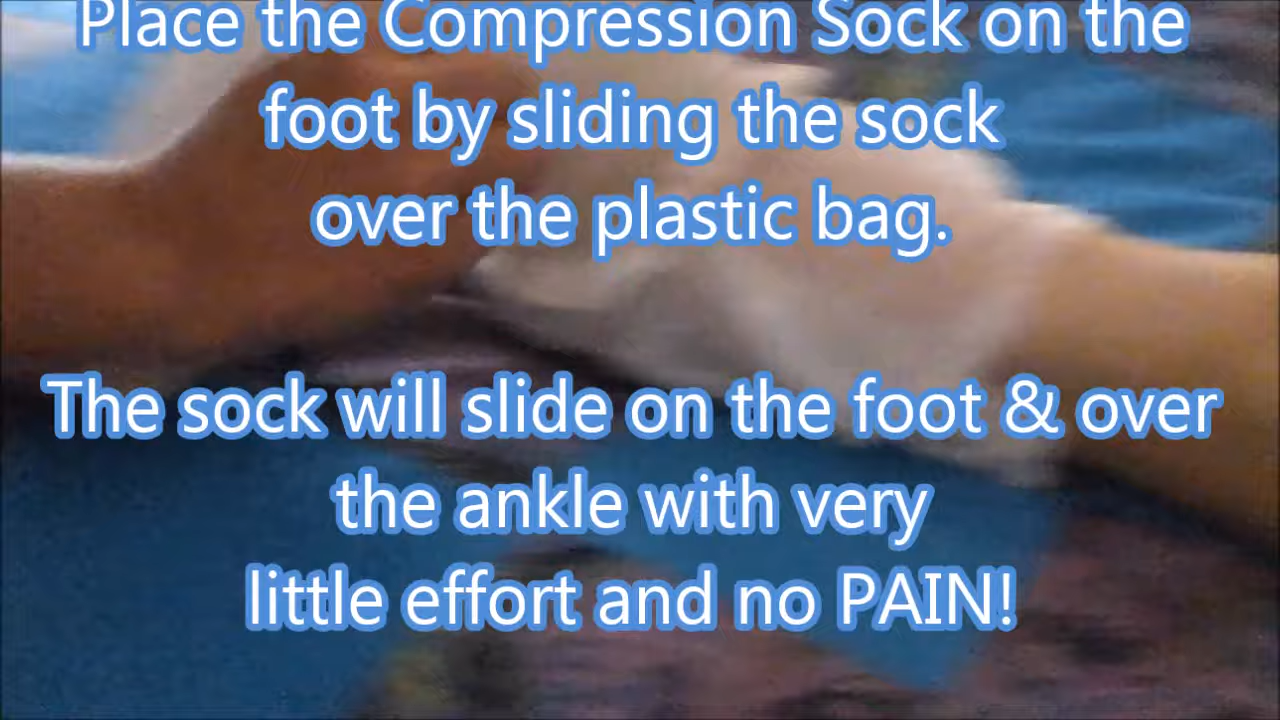 Place the Compression Sock on the
foot by sliding the sock
over the plastic bag.
The sock will slide on the foot & over
the ankle with very
little effort and no PAIN!